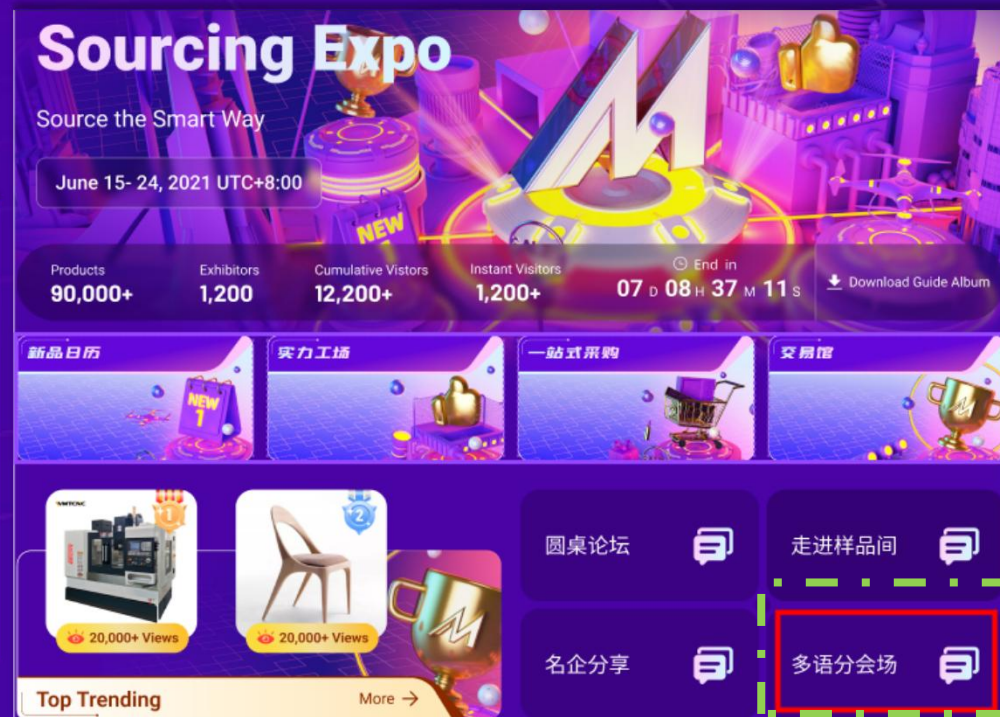 Sourcing Expo
Source the Smart Way
June 15- 24, 2021 UTC+8:00
NEW
Products
90,000+
Exhibitors
1,200
Cumulative Vistors
12,200+
Instant Visitors
1,200+
End in
07 D 08 H 37 M 11 S
Download Guide Album
新品日历
NEW
1
实力工场
一站式采购
交易馆
1
2
20,000+ Views
20,000+ Views
圆桌论坛
走进样品间
名企分享
多语分会场
Top Trending
More →